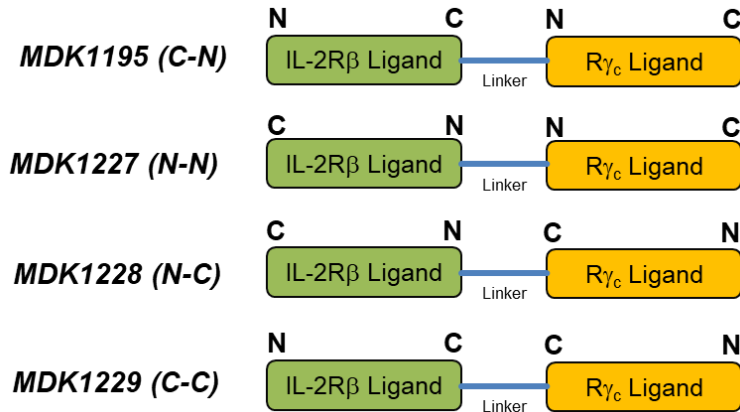 N C N C
MDK1195 (C-N) IL-2Rβ Ligand Rγc Ligand
Linker
C N N C
MDK1227 (N-N) IL-2Rβ Ligand Rγc Ligand
Linker
C N C N
MDK1228 (N-C) IL-2Rβ Ligand Rγc Ligand
Linker
N C C N
MDK1229 (C-C) IL-2Rβ Ligand Rγc Ligand
Linker